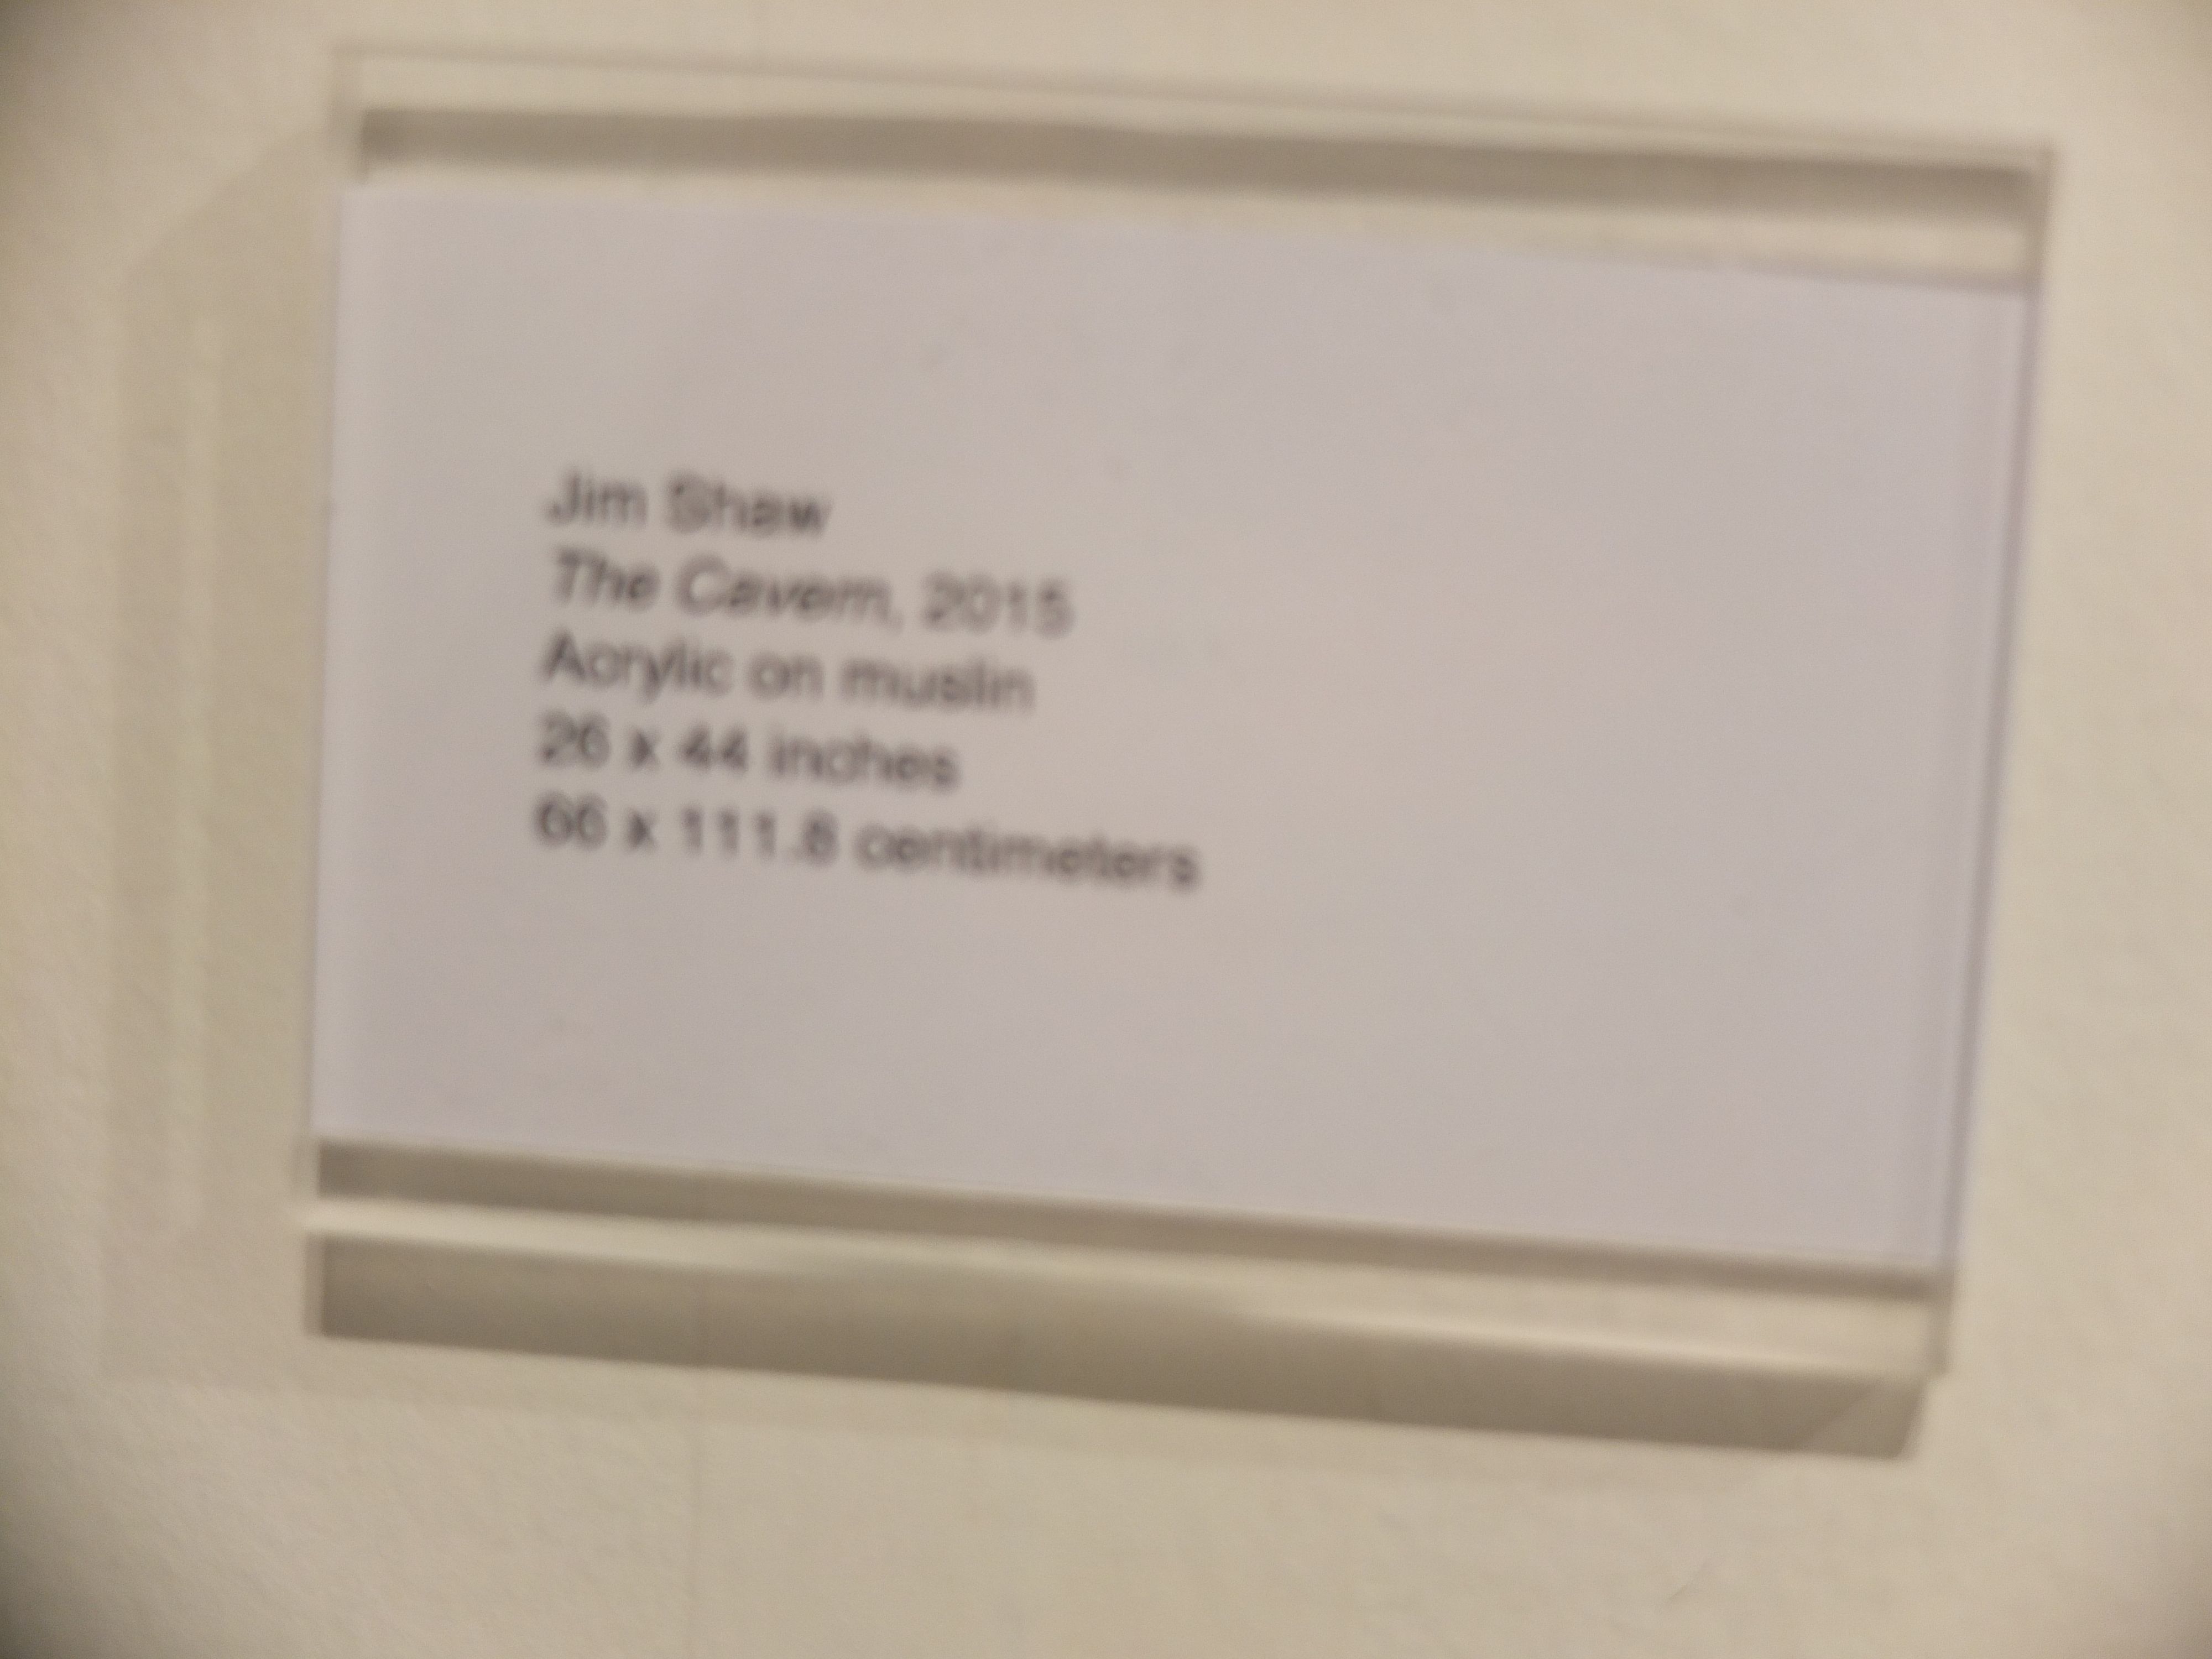 Jim Shaw
The Cavern, 2015
Acrylic on muslin
26 x 44 inches
66 x 111.8 centimeters